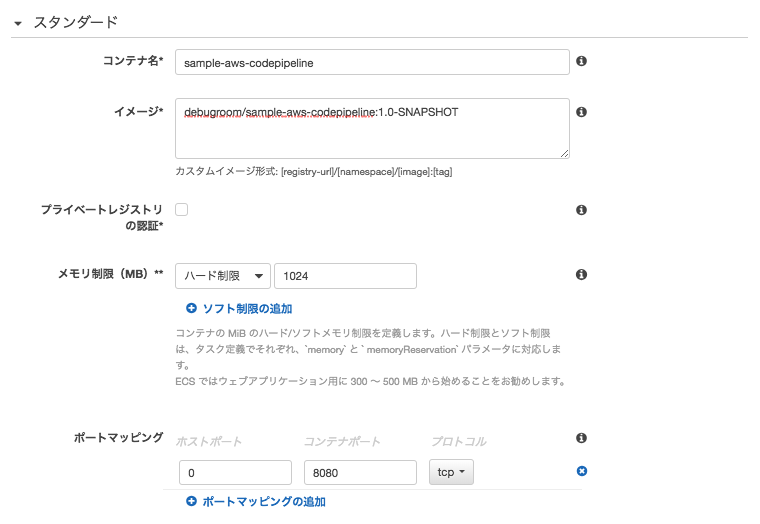 スタンダード
コンテナ名* sample-aws-codepipeline
イメージ* debugroom/sample-aws-codepipeline:1.0-SNAPSHOT
カスタムイメージ形式: [registry-url]/[namespace]/[image]:[tag]
プライベートレジストリ
の認証*
メモリ制限（MB）** ハード制限 1024
ソフト制限の追加
コンテナの MiB のハード/ソフトメモリ制限を定義します。ハード制限とソフト制限
は、タスク定義でそれぞれ、`memory` と ` memoryReservation` パラメータに対応しま
す。
ECS ではウェブアプリケーション用に 300 〜 500 MB から始めることをお勧めします。
ポートマッピング ホストポート コンテナポート プロトコル
0 8080 tcp
ポートマッピングの追加